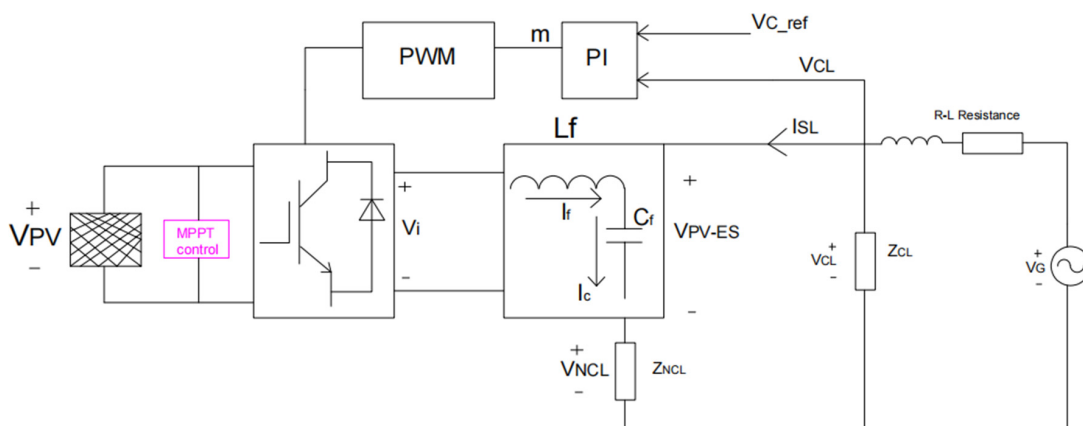 VC_ref
m
PWM
PI
VCL
Lf
ISL
R-L Resistance
+
VPV
−
MPPT
control
+
Vi
−
If
Cf
Ic
+
VPV-ES
−
+
VCL
−
ZCL
+
VG
−
+
VNCL
−
ZNCL